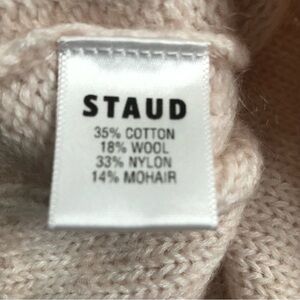 STAUD
35% COTTON
18% WOOL
33% NYLON
14% MOHAIR